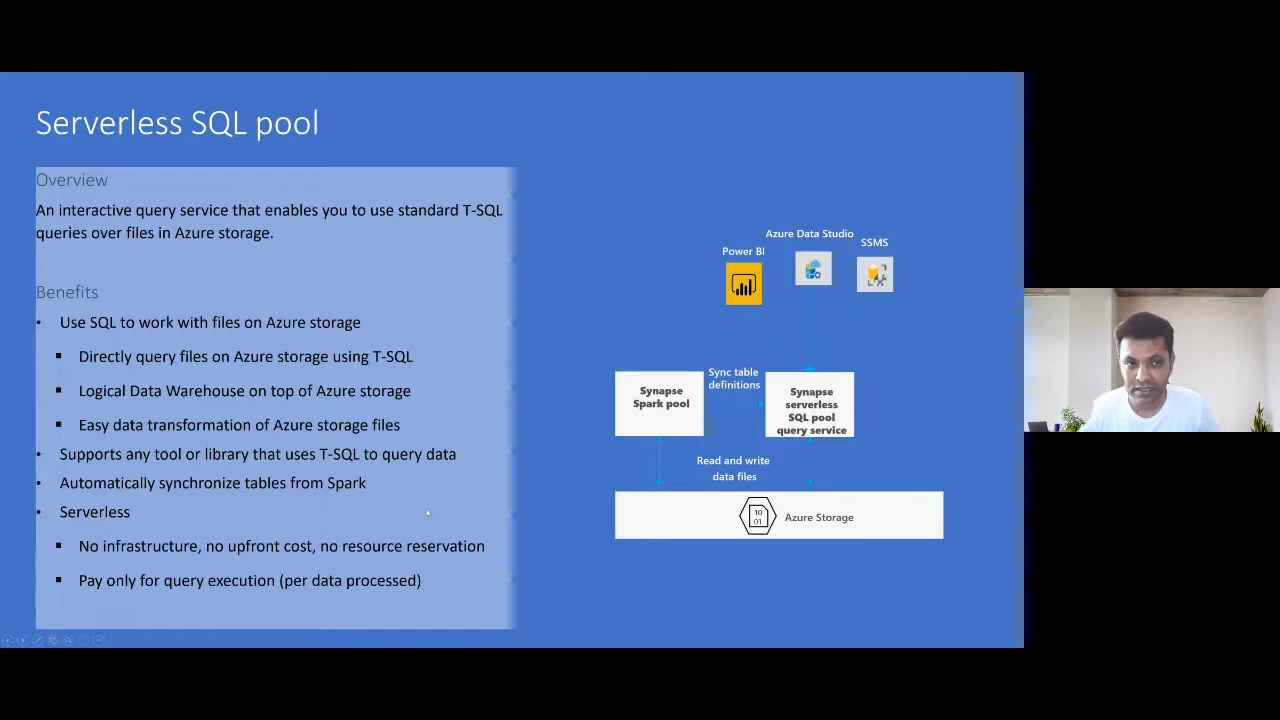 Serverless SQL pool
Overview
An interactive query service that enables you to use standard T-SQL
queries over files in Azure storage.
Benefits
• Use SQL to work with files on Azure storage
▪ Directly query files on Azure storage using T-SQL
▪ Logical Data Warehouse on top of Azure storage
▪ Easy data transformation of Azure storage files
• Supports any tool or library that uses T-SQL to query data
• Automatically synchronize tables from Spark
• Serverless
▪ No infrastructure, no upfront cost, no resource reservation
▪ Pay only for query execution (per data processed)
Power BI
Azure Data Studio
SSMS
Synapse
Spark pool
Sync table
definitions
Synapse
serverless
SQL pool
query service
Read and write
data files
10
01
Azure Storage